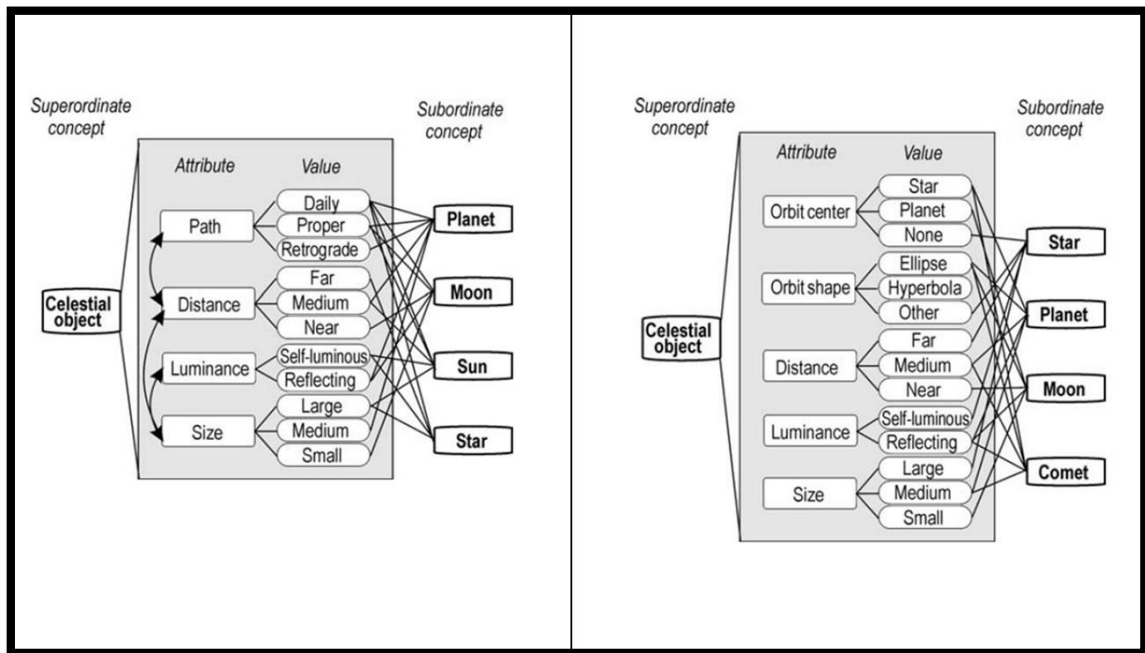 Superordinate
concept
Subordinate
concept
Attribute
Value
Path
Daily
Proper
Retrograde
Distance
Far
Medium
Near
Luminance
Self-luminous
Reflecting
Size
Large
Medium
Small
Celestial
object
Planet
Moon
Sun
Star
Superordinate
concept
Subordinate
concept
Attribute
Value
Orbit center
Star
Planet
None
Orbit shape
Ellipse
Hyperbola
Other
Distance
Far
Medium
Near
Luminance
Self-luminous
Reflecting
Size
Large
Medium
Small
Celestial
object
Star
Planet
Moon
Comet